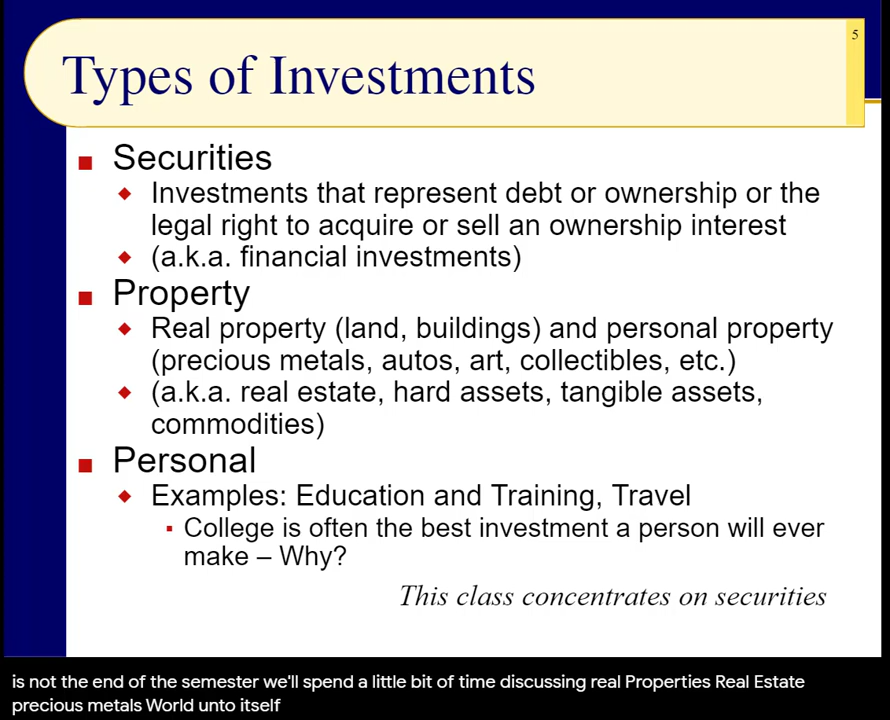 5
Types of Investments
Securities
Investments that represent debt or ownership or the
legal right to acquire or sell an ownership interest
(a.k.a. financial investments)
Property
Real property (land, buildings) and personal property
(precious metals, autos, art, collectibles, etc.)
(a.k.a. real estate, hard assets, tangible assets,
commodities)
Personal
Examples: Education and Training, Travel
College is often the best investment a person will ever
make – Why?
This class concentrates on securities
is not the end of the semester we'll spend a little bit of time discussing real Properties Real Estate
precious metals World unto itself